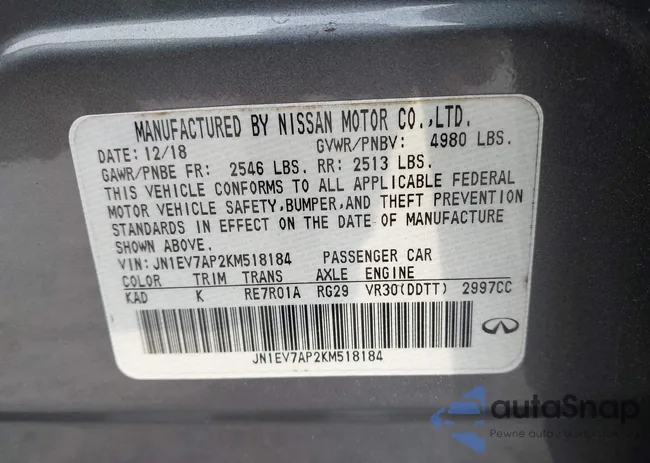 MANUFACTURED BY NISSAN MOTOR CO.,LTD.
DATE: 12/18 GVWR/PNBV: 4980 LBS.
GAWR/PNBE FR: 2546 LBS. RR: 2513 LBS.
THIS VEHICLE CONFORMS TO ALL APPLICABLE FEDERAL
MOTOR VEHICLE SAFETY,BUMPER,AND THEFT PREVENTION
STANDARDS IN EFFECT ON THE DATE OF MANUFACTURE
SHOWN ABOVE.
VIN: JN1EV7AP2KM518184 PASSENGER CAR
COLOR TRIM TRANS AXLE ENGINE
KAD K RE7R01A RG29 VR30(DDTT) 2997CC
JN1EV7AP2KM518184
autoSnap
Pewne auto z